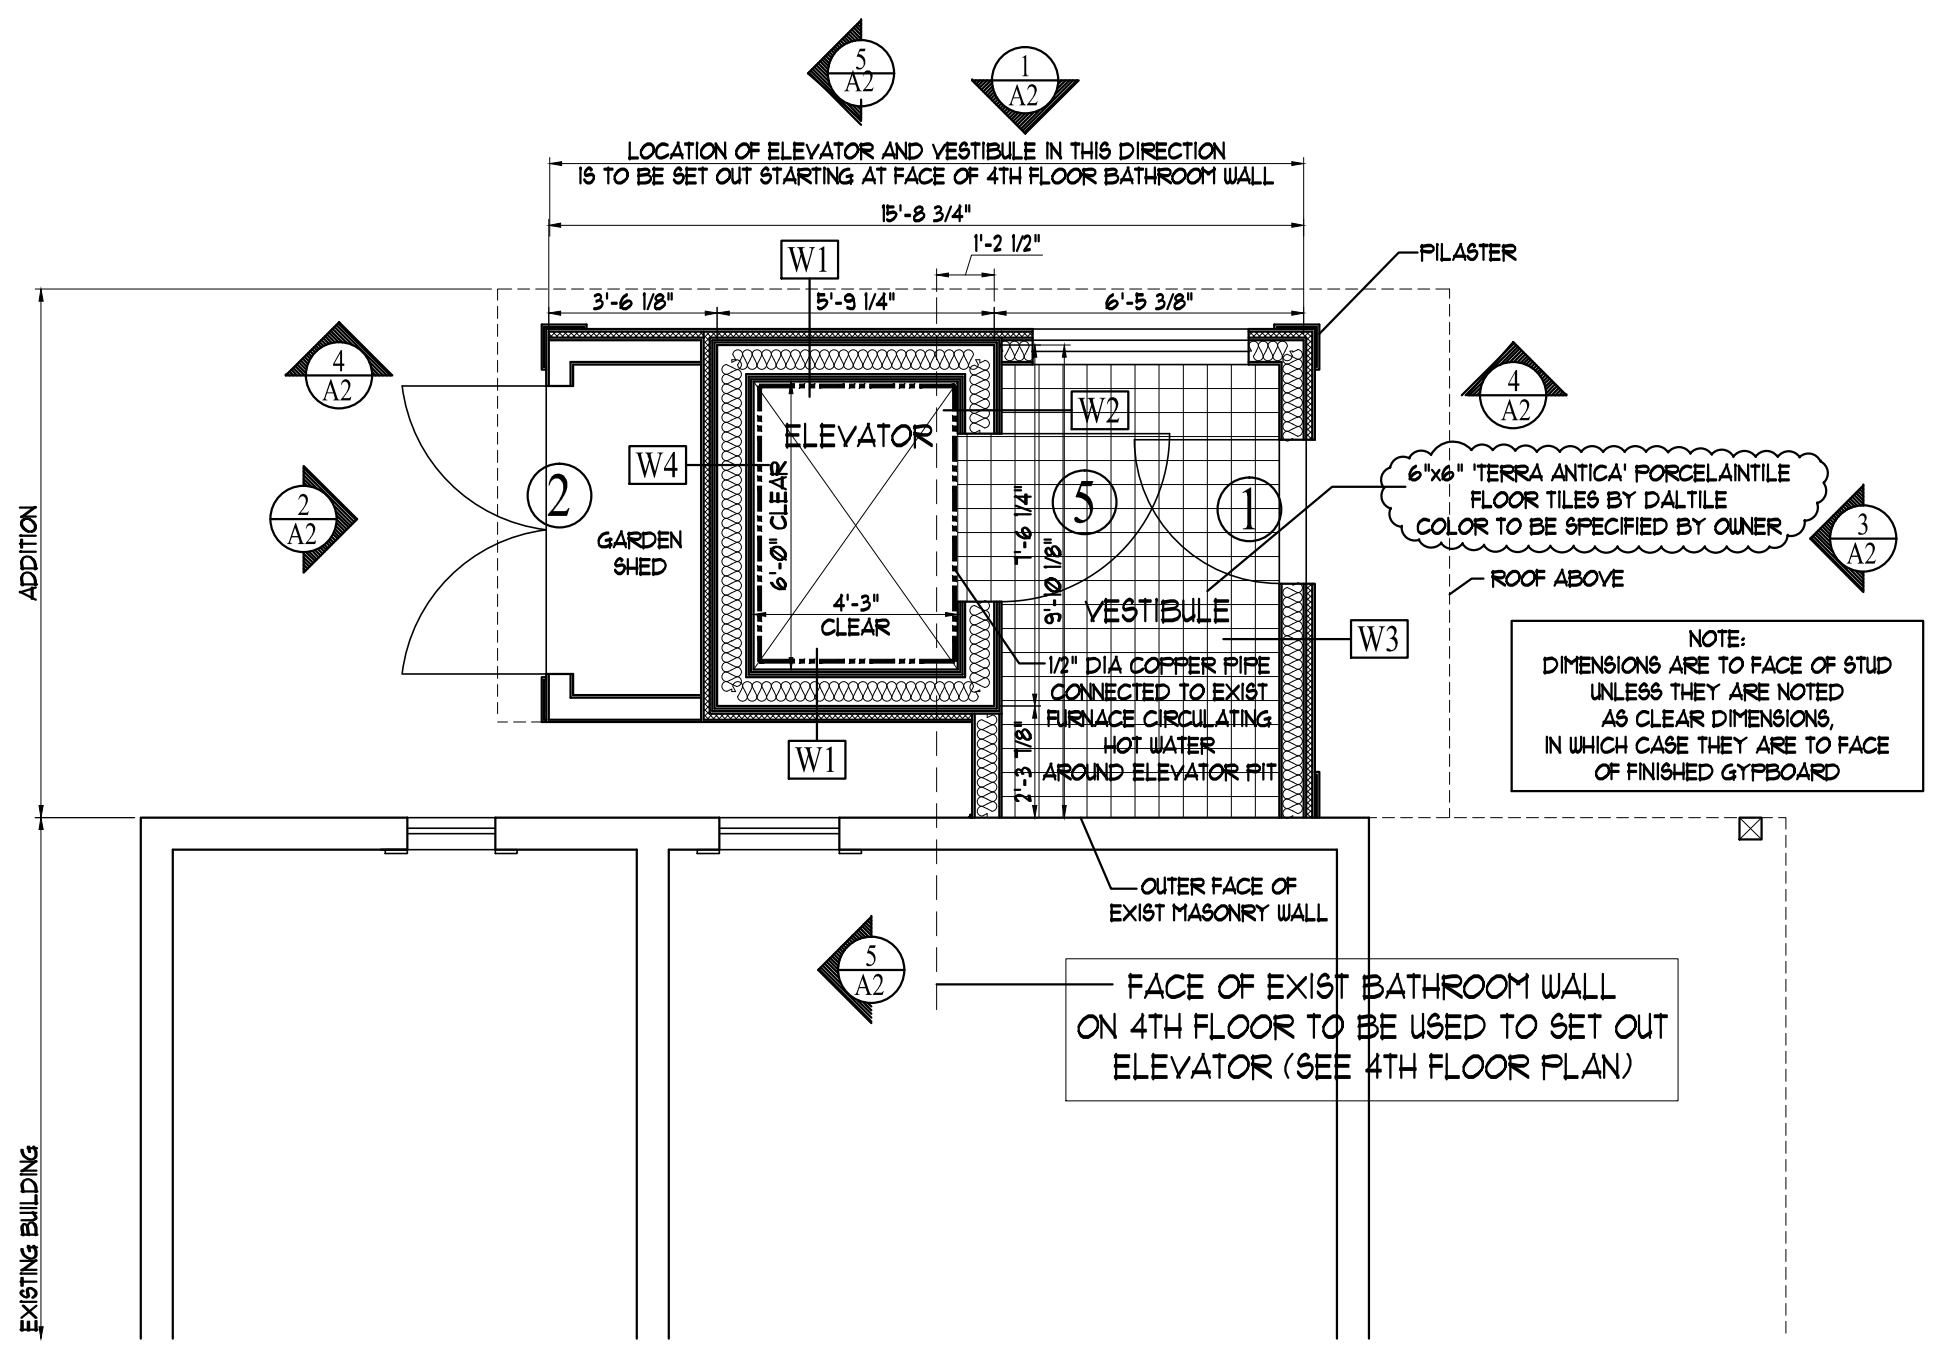 5
A2
1
A2
LOCATION OF ELEVATOR AND VESTIBULE IN THIS DIRECTION
IS TO BE SET OUT STARTING AT FACE OF 4TH FLOOR BATHROOM WALL
15'-8 3/4"
1'-2 1/2"
W1
PILASTER
3'-6 1/8"
5'-9 1/4"
6'-5 3/8"
4
A2
4
A2
W2
ELEVATOR
W4
6'-0" CLEAR
2
5
1
7'-6 1/4"
9'-10 1/8"
6"x6" 'TERRA ANTICA' PORCELAINTILE
FLOOR TILES BY DALTILE
COLOR TO BE SPECIFIED BY OWNER
2
A2
3
A2
GARDEN
SHED
ADDITION
ROOF ABOVE
4'-3"
CLEAR
VESTIBULE
W3
1/2" DIA COPPER PIPE
CONNECTED TO EXIST
FURNACE CIRCULATING
HOT WATER
AROUND ELEVATOR PIT
2'-3 7/8"
NOTE:
DIMENSIONS ARE TO FACE OF STUD
UNLESS THEY ARE NOTED
AS CLEAR DIMENSIONS,
IN WHICH CASE THEY ARE TO FACE
OF FINISHED GYPBOARD
W1
OUTER FACE OF
EXIST MASONRY WALL
5
A2
FACE OF EXIST BATHROOM WALL
ON 4TH FLOOR TO BE USED TO SET OUT
ELEVATOR (SEE 4TH FLOOR PLAN)
EXISTING BUILDING